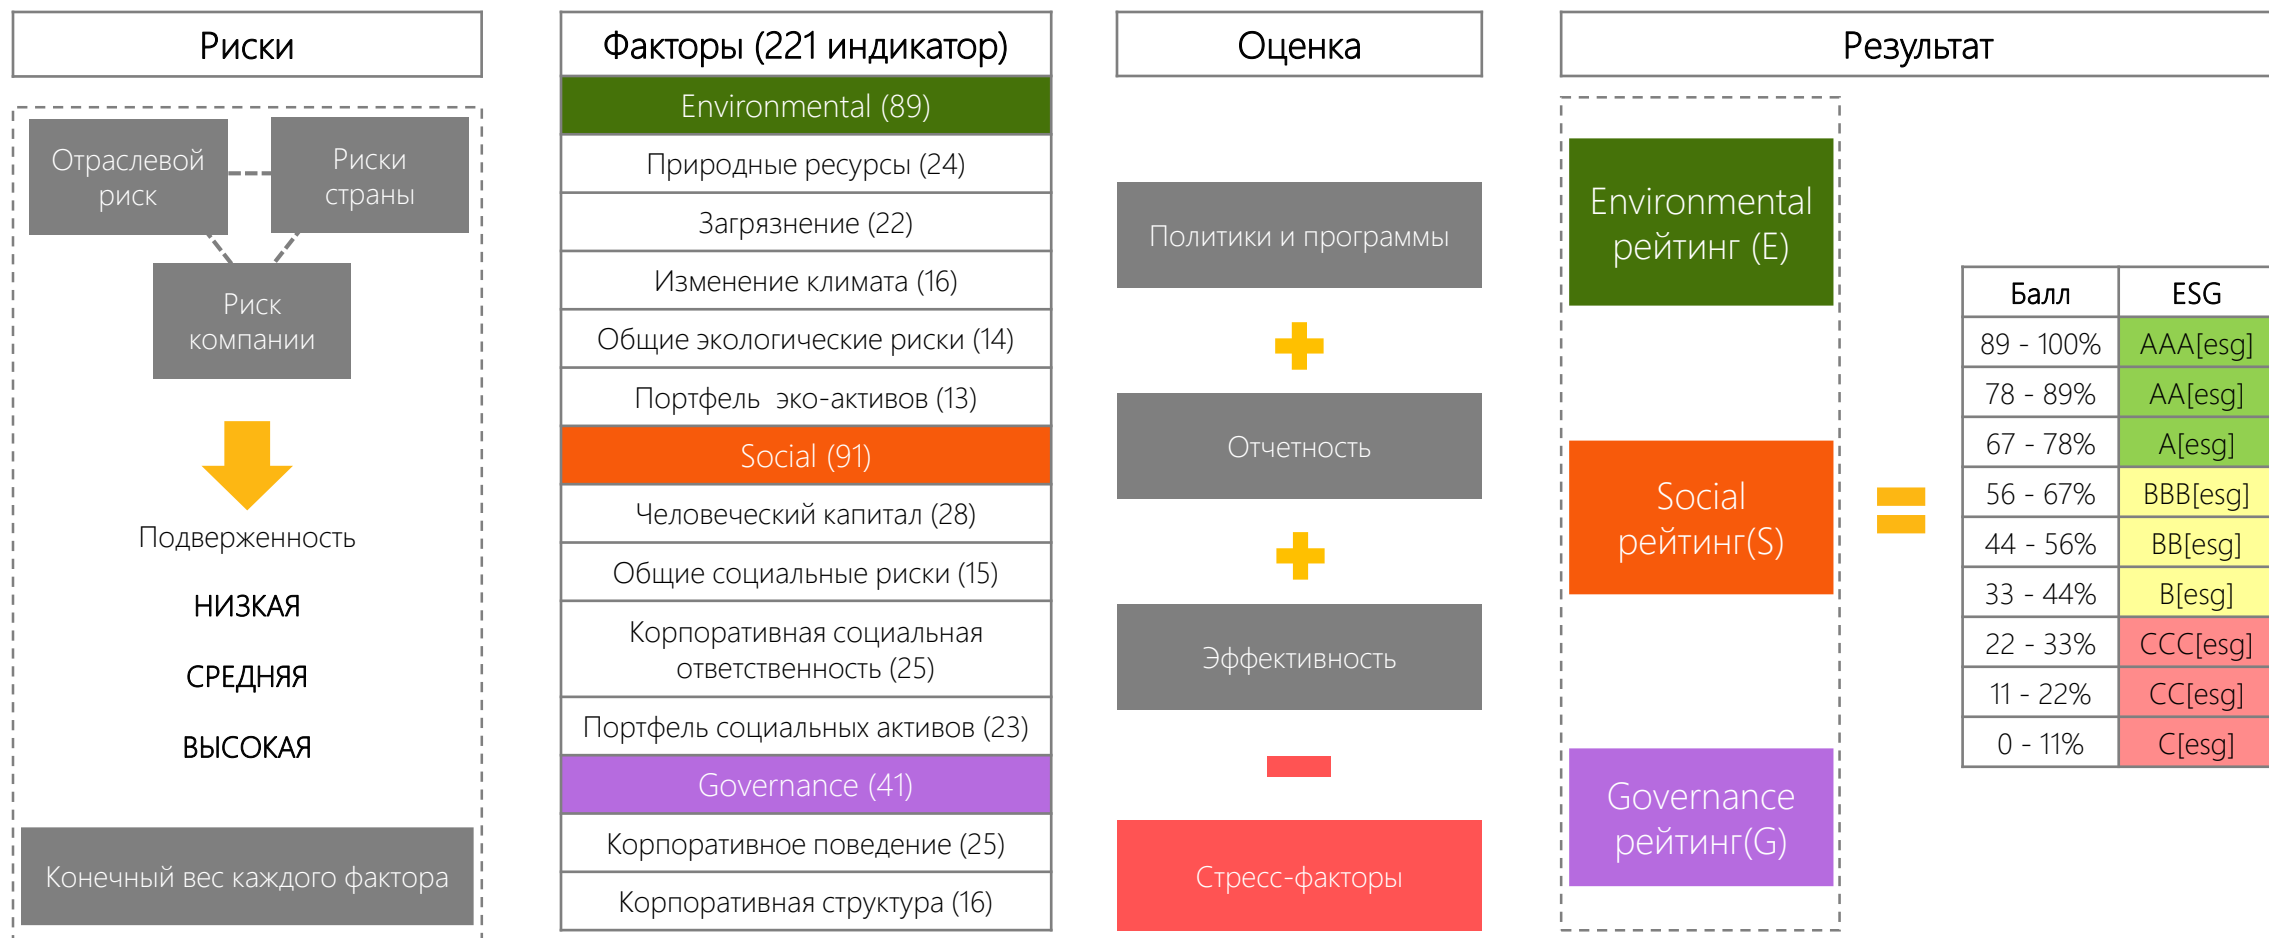 Риски
Отраслевой
риск
Риски
страны
Риск
компании
Подверженность
НИЗКАЯ
СРЕДНЯЯ
ВЫСОКАЯ
Конечный вес каждого фактора
Факторы (221 индикатор)
Environmental (89)
Природные ресурсы (24)
Загрязнение (22)
Изменение климата (16)
Общие экологические риски (14)
Портфель эко-активов (13)
Social (91)
Человеческий капитал (28)
Общие социальные риски (15)
Корпоративная социальная
ответственность (25)
Портфель социальных активов (23)
Governance (41)
Корпоративное поведение (25)
Корпоративная структура (16)
Оценка
Политики и программы
+
Отчетность
+
Эффективность
Стресс-факторы
Результат
Environmental
рейтинг (E)
Social
рейтинг(S)
Governance
рейтинг(G)
=
Балл ESG
89 - 100% AAA[esg]
78 - 89% AA[esg]
67 - 78% A[esg]
56 - 67% BBB[esg]
44 - 56% BB[esg]
33 - 44% B[esg]
22 - 33% CCC[esg]
11 - 22% CC[esg]
0 - 11% C[esg]